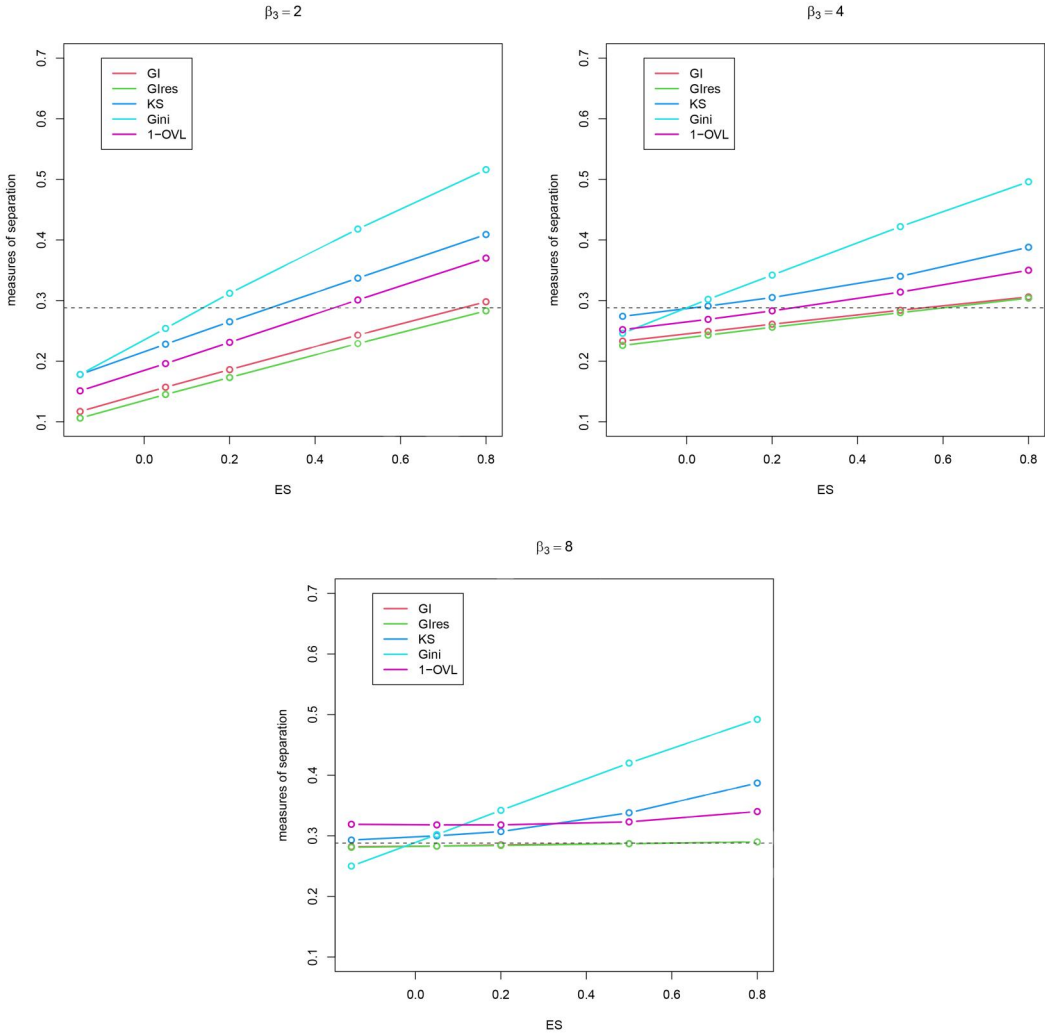 β₃ = 2
GI
GIres
KS
Gini
1−OVL
measures of separation
0.7
0.6
0.5
0.4
0.3
0.2
0.1
0.0 0.2 0.4 0.6 0.8
ES
β₃ = 4
GI
GIres
KS
Gini
1−OVL
measures of separation
0.7
0.6
0.5
0.4
0.3
0.2
0.1
0.0 0.2 0.4 0.6 0.8
ES
β₃ = 8
GI
GIres
KS
Gini
1−OVL
measures of separation
0.7
0.6
0.5
0.4
0.3
0.2
0.1
0.0 0.2 0.4 0.6 0.8
ES